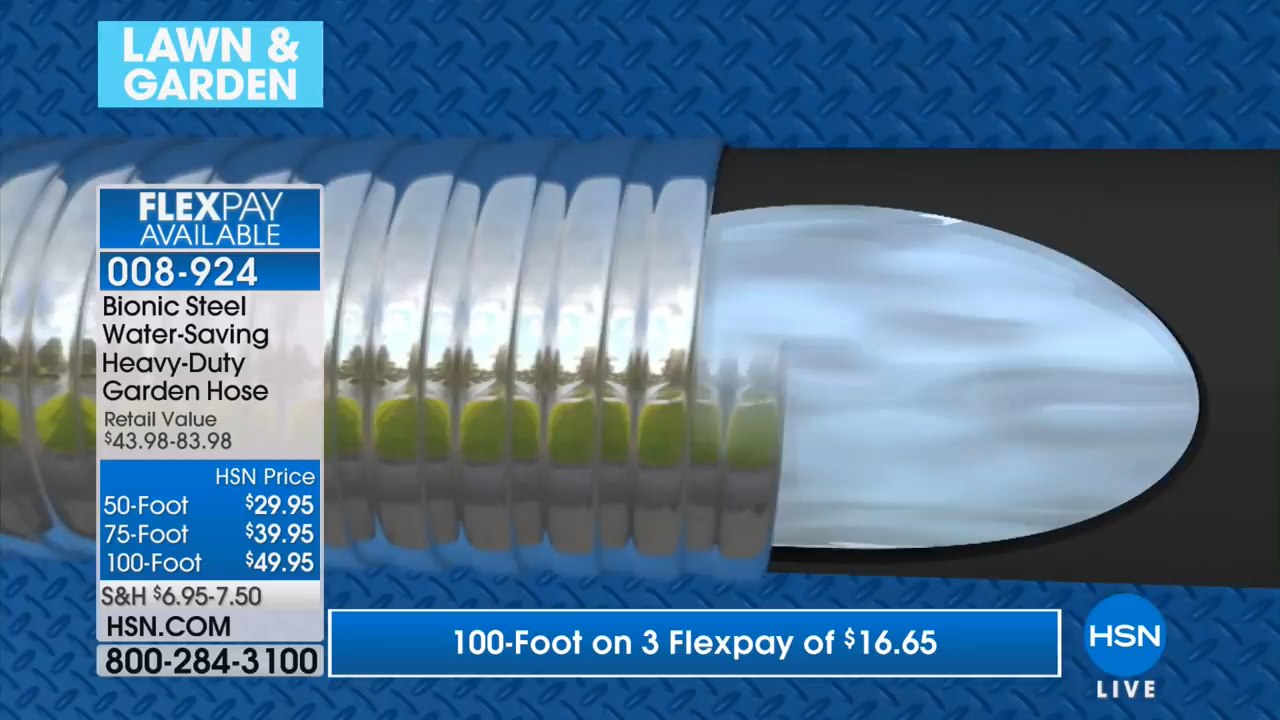 LAWN &
GARDEN
FLEXPAY
AVAILABLE
008-924
Bionic Steel
Water-Saving
Heavy-Duty
Garden Hose
Retail Value
$43.98-83.98
HSN Price
50-Foot $29.95
75-Foot $39.95
100-Foot $49.95
S&H $6.95-7.50
HSN.COM
800-284-3100
100-Foot on 3 Flexpay of $16.65
HSN
LIVE